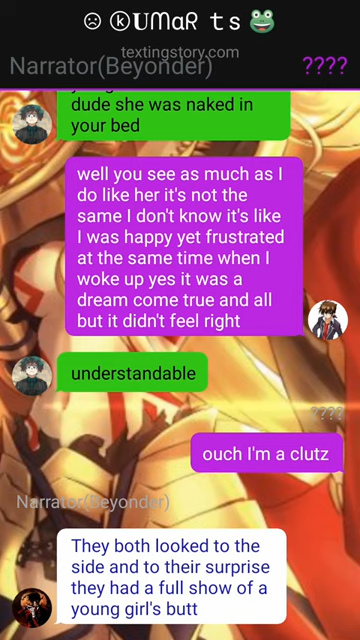 ☹ ⓚᑌᗰαᖇ ｔｓ 🐸
textingstory.com
Narrator(Beyonder) ????
dude she was naked in
your bed
well you see as much as I
do like her it's not the
same I don't know it's like
I was happy yet frustrated
at the same time when I
woke up yes it was a
dream come true and all
but it didn't feel right
understandable
????
ouch I'm a clutz
Narrator(Beyonder)
They both looked to the
side and to their surprise
they had a full show of a
young girl's butt